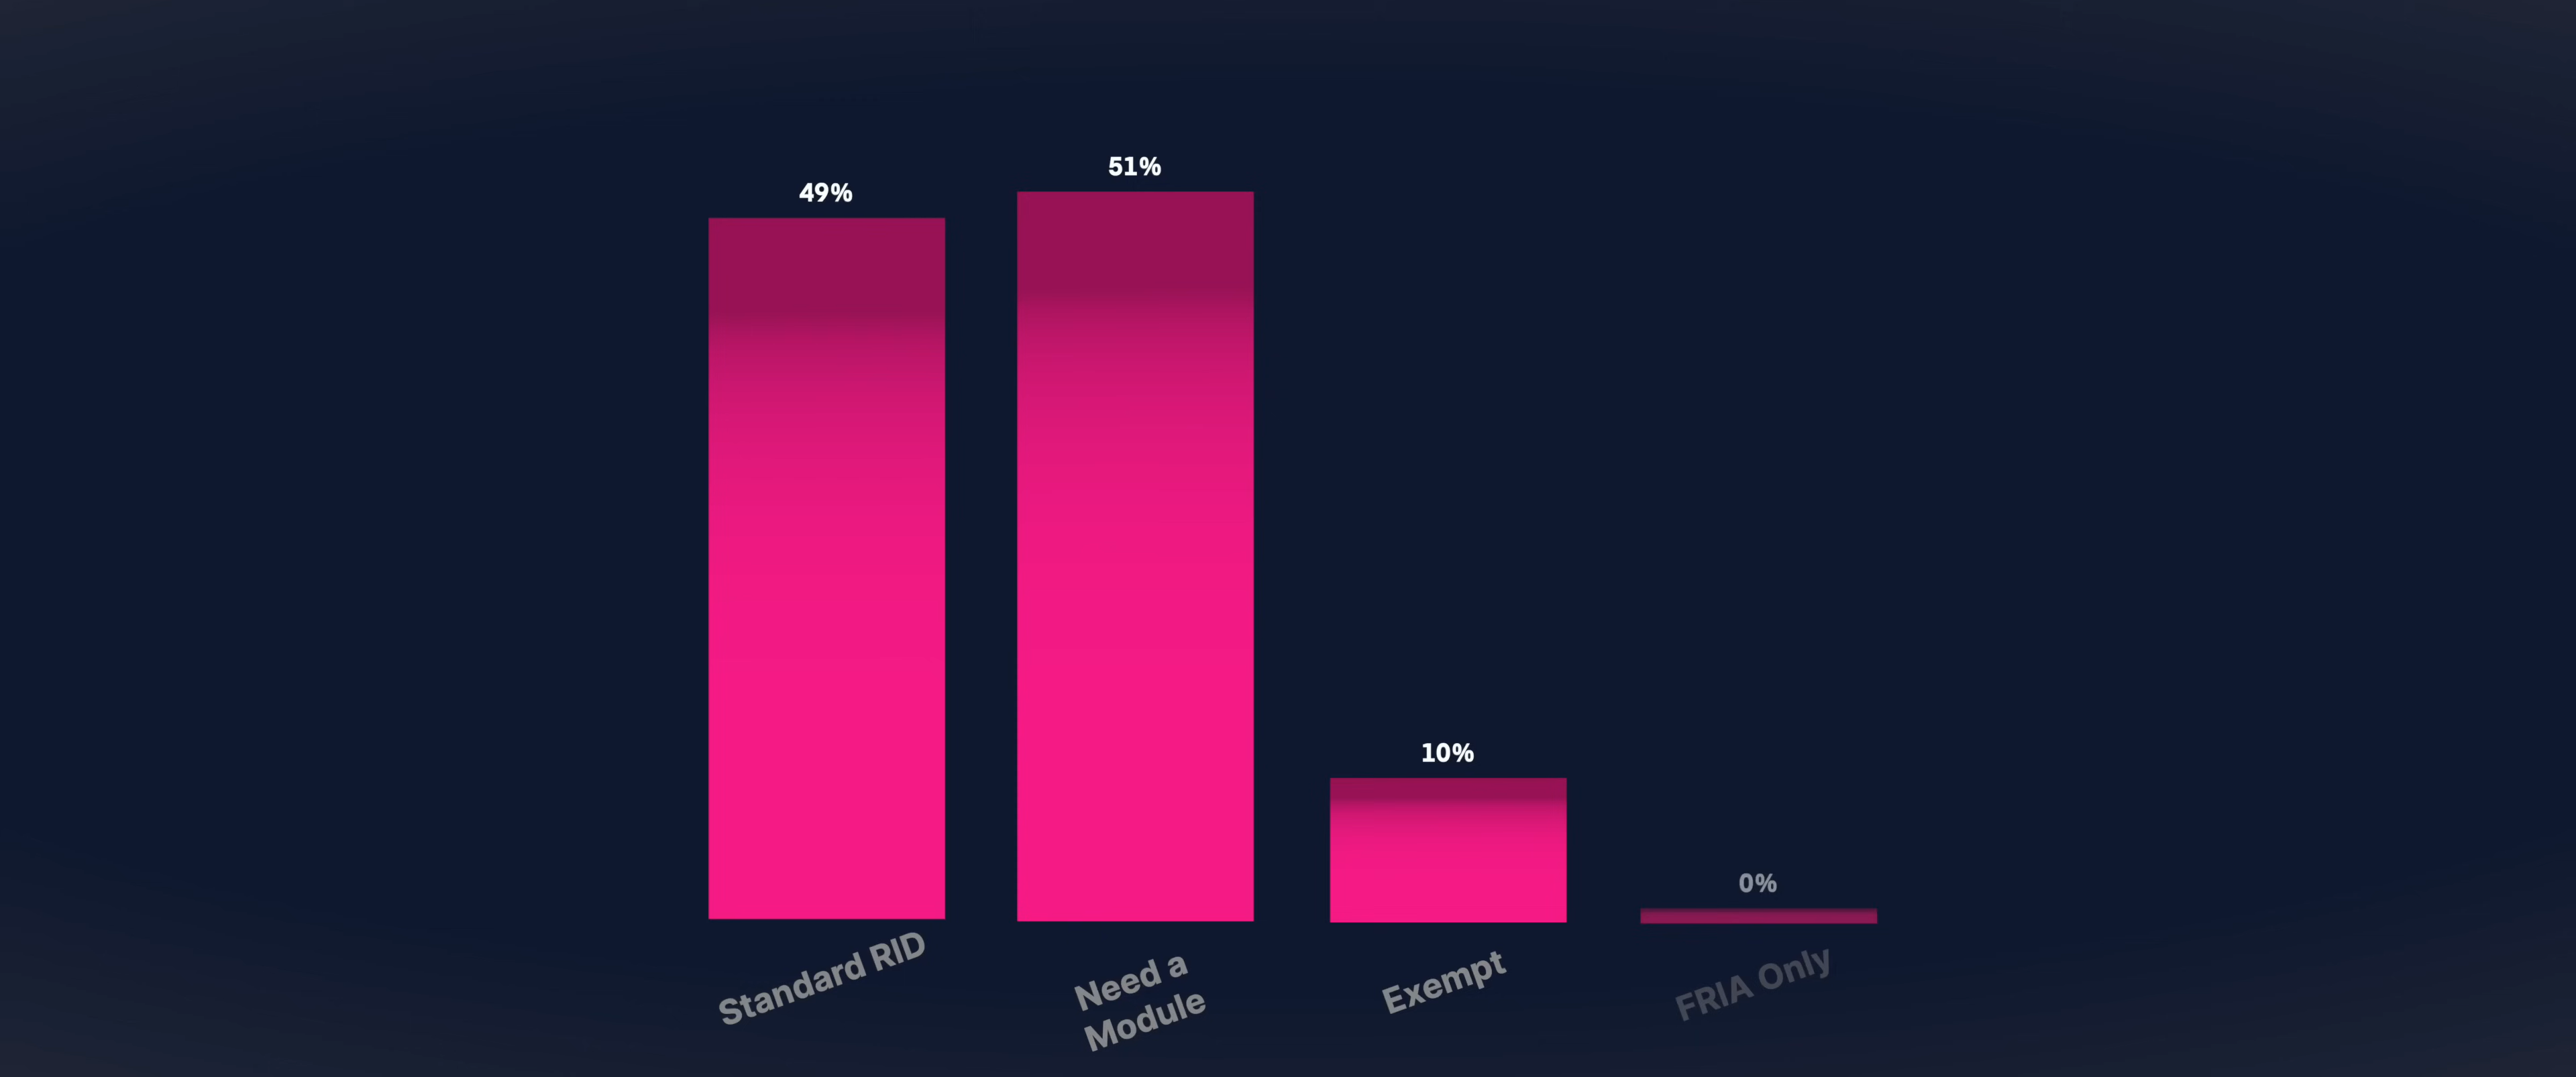 49%
51%
10%
0%
Standard RID
Need a
Module
Exempt
FRIA Only